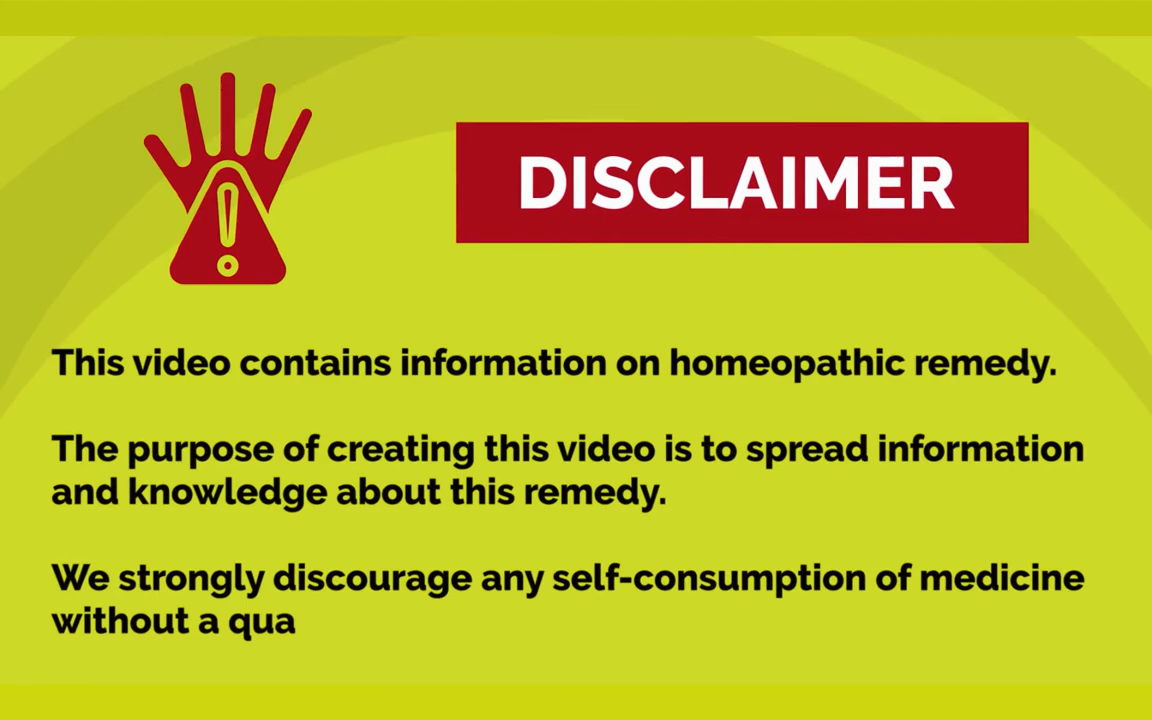 DISCLAIMER
This video contains information on homeopathic remedy.
The purpose of creating this video is to spread information
and knowledge about this remedy.
We strongly discourage any self-consumption of medicine
without a qua